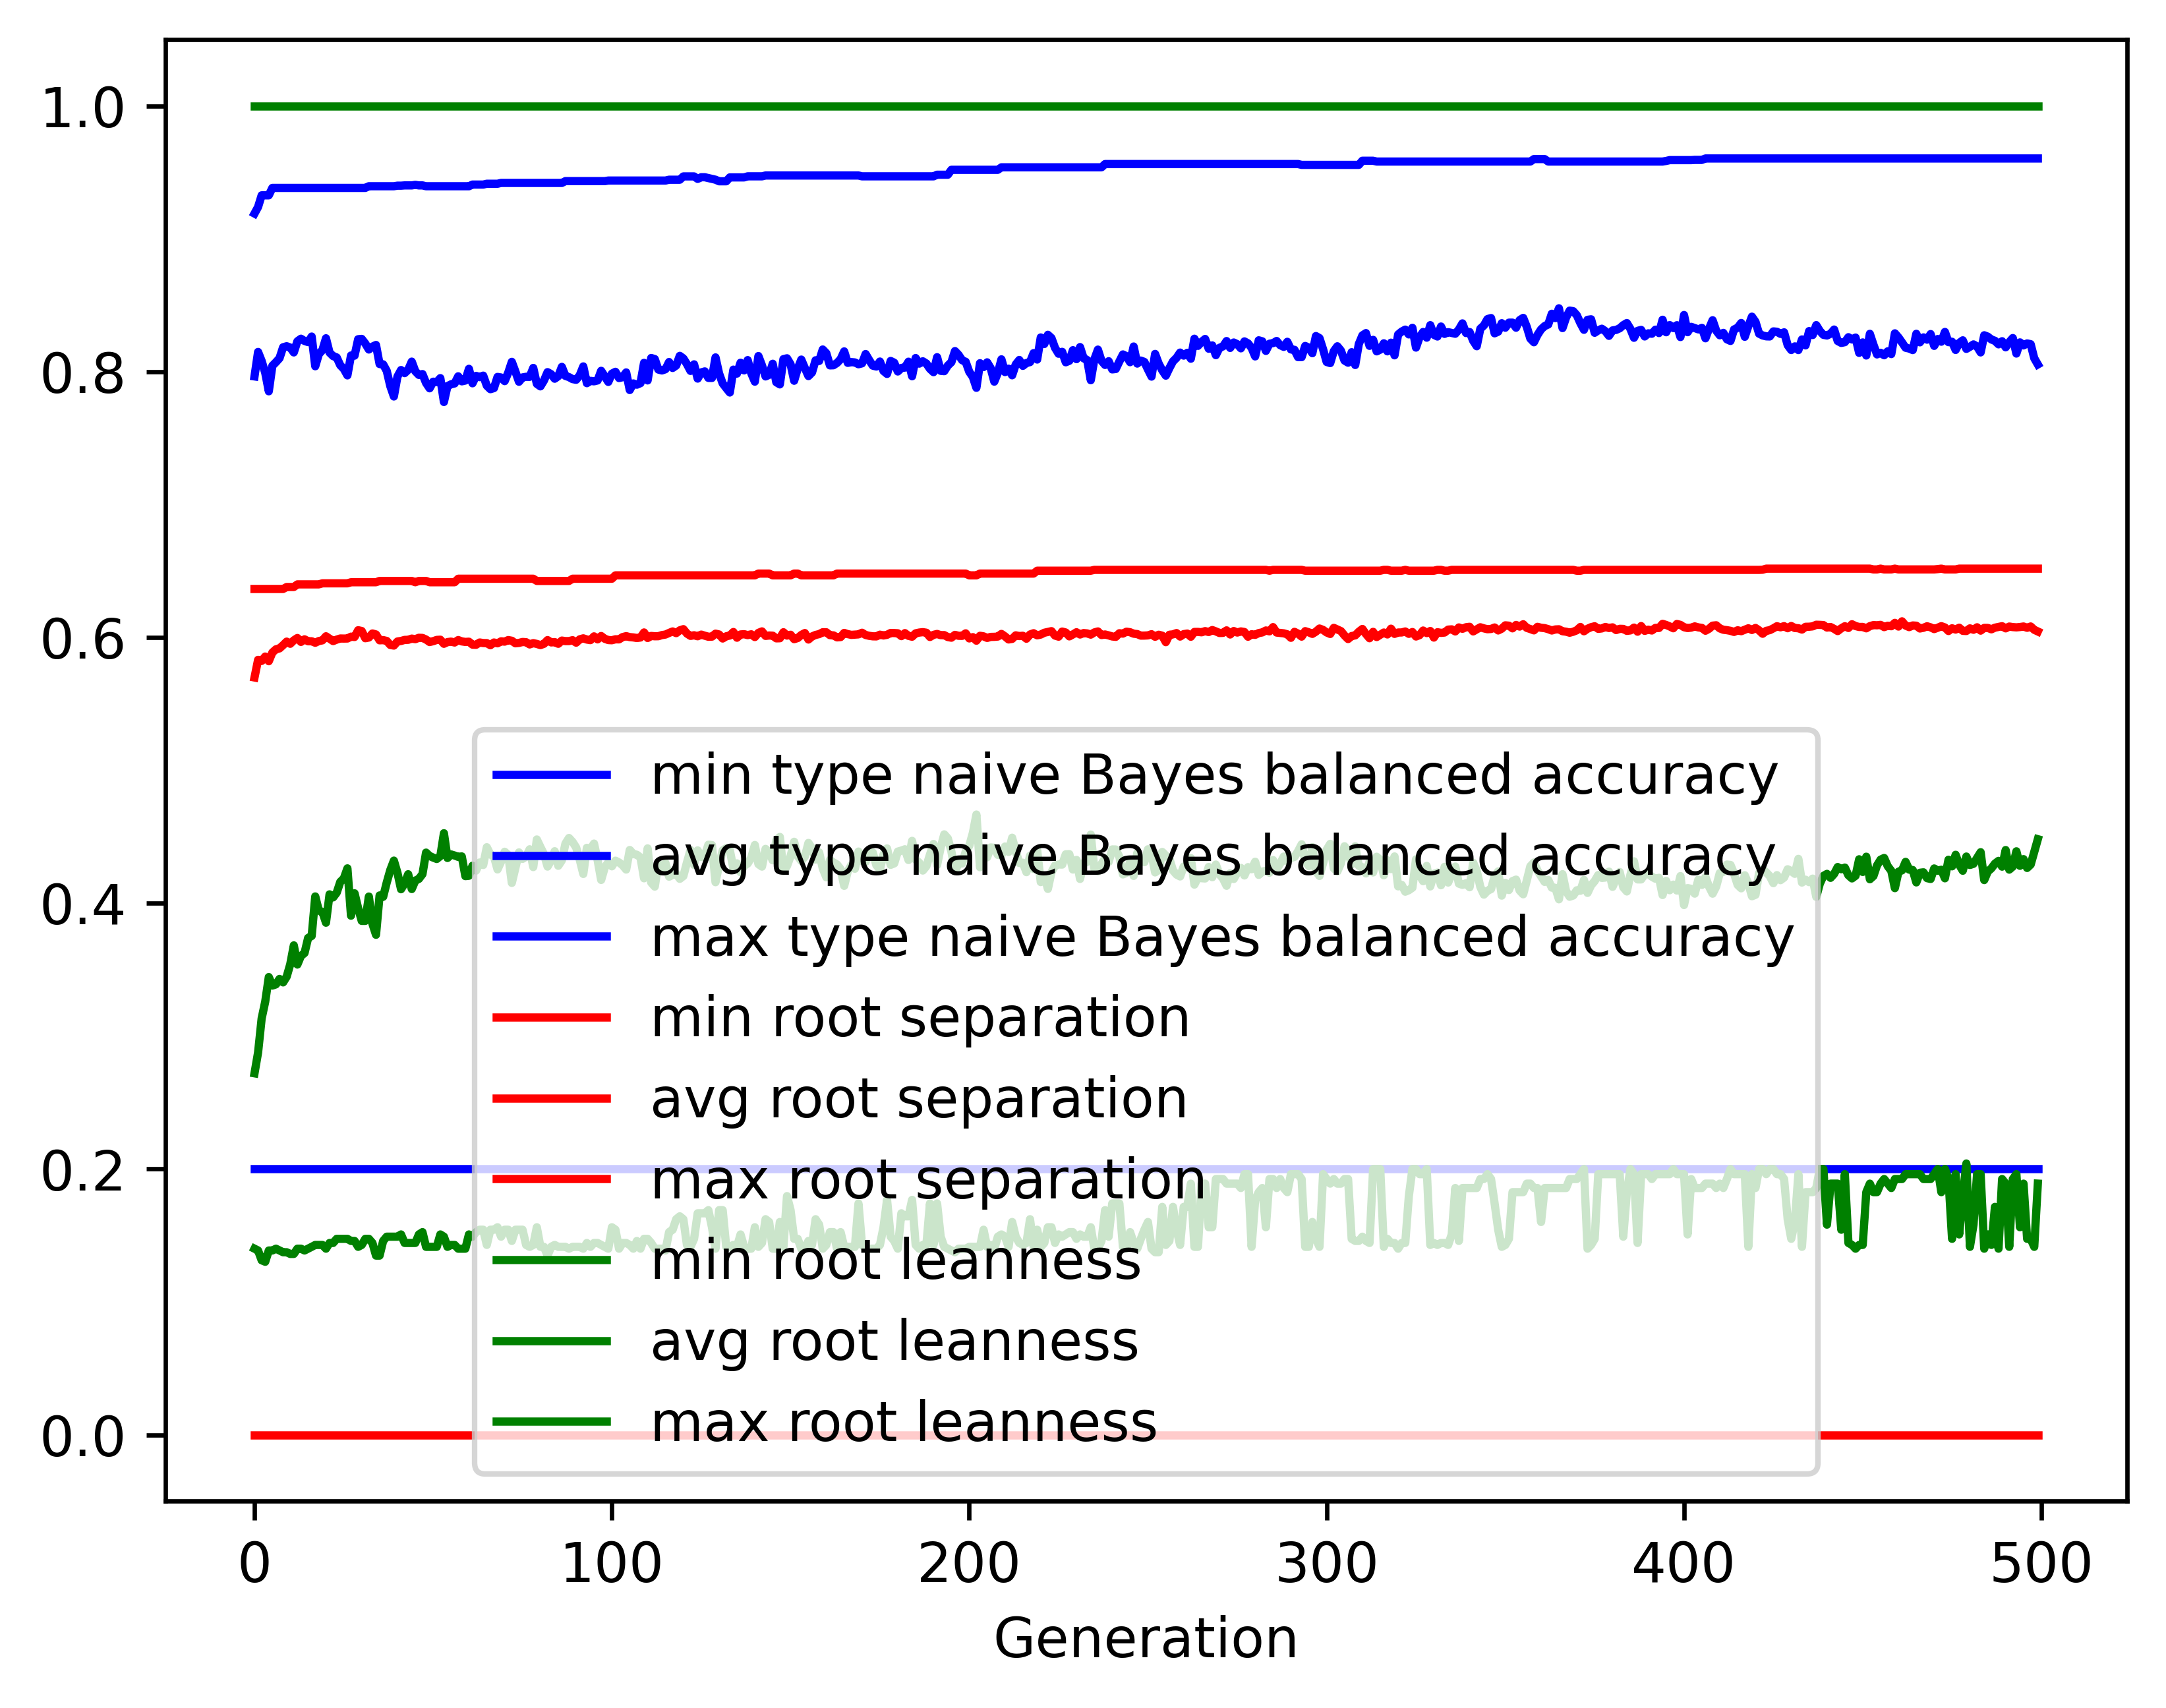 1.0
0.8
0.6
0.4
0.2
0.0
min type naive Bayes balanced accuracy
avg type naive Bayes balanced accuracy
max type naive Bayes balanced accuracy
min root separation
avg root separation
max root separation
min root leanness
avg root leanness
max root leanness
0 100 200 300 400 500
Generation